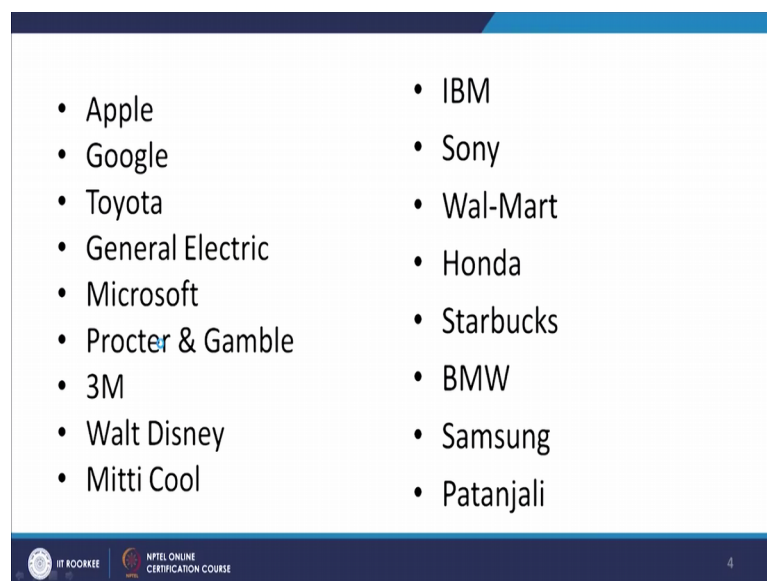 • Apple
• Google
• Toyota
• General Electric
• Microsoft
• Procter & Gamble
• 3M
• Walt Disney
• Mitti Cool
• IBM
• Sony
• Wal-Mart
• Honda
• Starbucks
• BMW
• Samsung
• Patanjali
IIT ROORKEE
NPTEL ONLINE
CERTIFICATION COURSE
4